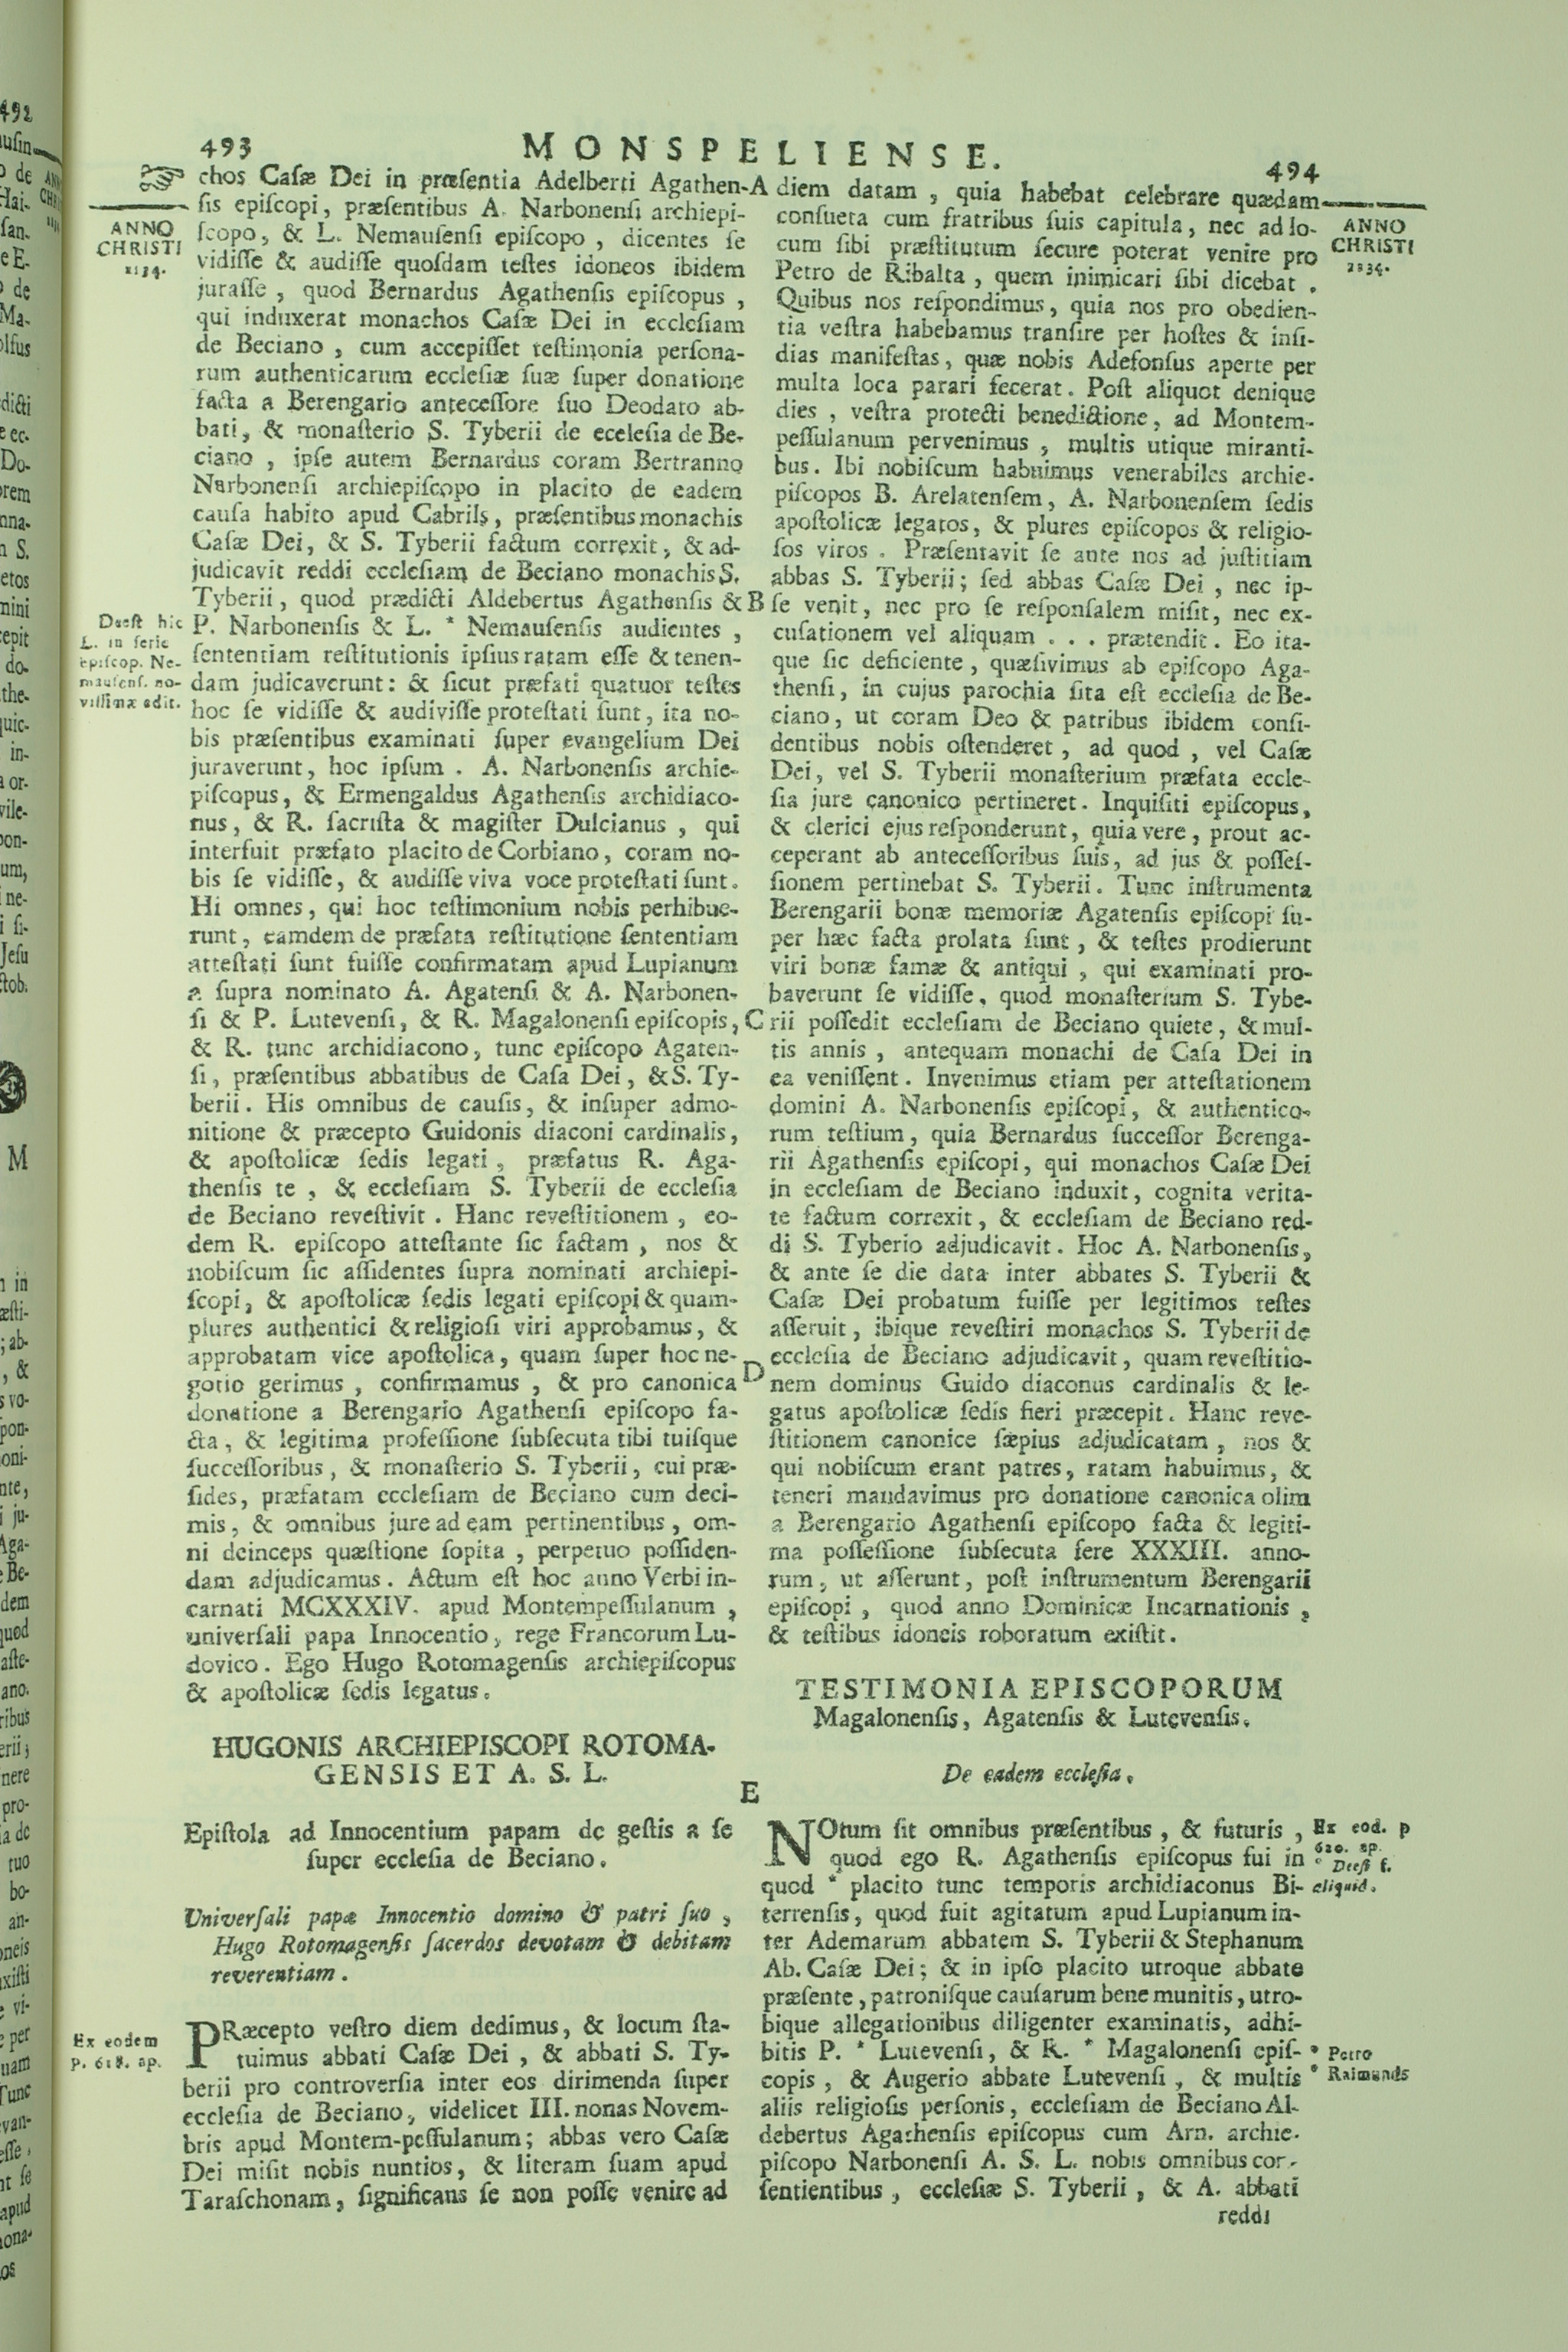 493
MONSPELIENSE.
494
ANNO
CHRISTI
1134.
chos Caſæ Dei in præſentia Adelberti Agathen-
ſis epiſcopi, præſentibus A. Narbonenſi archiepi-
ſcopo, & L. Nemauſenſi epiſcopo, dicentes ſe
vidiſſe & audiſſe quoſdam teſtes idoneos ibidem
juraſſe, quod Bernardus Agathenſis epiſcopus,
qui induxerat monachos Caſæ Dei in eccleſiam
de Beciano, cum accepiſſet teſtimonia perſona-
rum authenticarum eccleſiæ ſuæ ſuper donatione
facta a Berengario anteceſſore ſuo Deodato ab-
bati, & monaſterio S. Tyberii de eccleſia de Be-
ciano, ipſe autem Bernardus coram Bertranno
Narbonenſi archiepiſcopo in placito de eadem
cauſa habito apud Cabrils, præſentibus monachis
Caſæ Dei, & S. Tyberii factum correxit, & ad-
judicavit reddi eccleſiam de Beciano monachis S.
Tyberii, quod prædicti Aldebertus Agathenſis &
P. Narbonenſis & L. * Nemauſenſis audientes,
ſententiam reſtitutionis ipſius ratam eſſe & tenen-
dam judicaverunt: & ſicut præfati quatuor teſtes
hoc ſe vidiſſe & audiviſſe proteſtati ſunt, ita no-
bis præſentibus examinati ſuper evangelium Dei
juraverunt, hoc ipſum. A. Narbonenſis archie-
piſcopus, & Ermengaldus Agathenſis archidiaco-
nus, & R. ſacriſta & magiſter Dulcianus, qui
interfuit præfato placito de Corbiano, coram no-
bis ſe vidiſſe, & audiſſe viva voce proteſtati ſunt.
Hi omnes, qui hoc teſtimonium nobis perhibue-
runt, eamdem de præfata reſtitutione ſententiam
atteſtati ſunt fuiſſe confirmatam apud Lupianum
a ſupra nominato A. Agatenſi & A. Narbonen-
ſi & P. Lutevenſi, & R. Magalonenſi epiſcopis,
& R. tunc archidiacono, tunc epiſcopo Agaten-
ſi, præſentibus abbatibus de Caſa Dei, & S. Ty-
berii. His omnibus de cauſis, & inſuper admo-
nitione & præcepto Guidonis diaconi cardinalis,
& apoſtolicæ ſedis legati, præfatus R. Aga-
thenſis te, & eccleſiam S. Tyberii de eccleſia
de Beciano reveſtivit. Hanc reveſtitionem, eo-
dem R. epiſcopo atteſtante ſic factam, nos &
nobiſcum ſic aſſidentes ſupra nominati archiepi-
ſcopi, & apoſtolicæ ſedis legati epiſcopi & quam-
plures authentici & religioſi viri approbamus, &
approbatam vice apoſtolica, quam ſuper hoc ne-
gotio gerimus, confirmamus, & pro canonica
donatione a Berengario Agathenſi epiſcopo fa-
cta, & legitima profeſſione ſubſecuta tibi tuiſque
ſucceſſoribus, & monaſterio S. Tyberii, cui præ-
ſides, præfatam eccleſiam de Beciano cum deci-
mis, & omnibus jure ad eam pertinentibus, om-
ni deinceps quæſtione ſopita, perpetuo poſſiden-
dam adjudicamus. Actum eſt hoc anno Verbi in-
carnati MCXXXIV. apud Montempeſſulanum,
univerſali papa Innocentio, rege Francorum Lu-
dovico. Ego Hugo Rotomagenſis archiepiſcopus
& apoſtolicæ ſedis legatus.
Deeſt hic
L. in ſerie
epiſcop. Ne-
mauſenſ. no-
viſſimæ edit.
HUGONIS ARCHIEPISCOPI ROTOMA-
GENSIS ET A. S. L.
Epiſtola ad Innocentium papam de geſtis a ſe
ſuper eccleſia de Beciano.
Univerſali papæ Innocentio domino & patri ſuo,
Hugo Rotomagenſis ſacerdos devotam & debitam
reverentiam.
Ex eodem
p. 618. ap.
PRæcepto veſtro diem dedimus, & locum ſta-
tuimus abbati Caſæ Dei, & abbati S. Ty-
berii pro controverſia inter eos dirimenda ſuper
eccleſia de Beciano, videlicet III. nonas Novem-
bris apud Montem-peſſulanum; abbas vero Caſæ
Dei miſit nobis nuntios, & literam ſuam apud
Taraſchonam, ſignificans ſe non poſſe venire ad
A
B
C
D
E
diem datam, quia habebat celebrare quædam
conſueta cum fratribus ſuis capitula, nec ad lo-
cum ſibi præſtitutum ſecure poterat venire pro
Petro de Ribalta, quem inimicari ſibi dicebat.
Quibus nos reſpondimus, quia nos pro obedien-
tia veſtra habebamus tranſire per hoſtes & inſi-
dias manifeſtas, quæ nobis Adefonſus aperte per
multa loca parari fecerat. Poſt aliquot denique
dies, veſtra protecti benedictione, ad Montem-
peſſulanum pervenimus, multis utique miranti-
bus. Ibi nobiſcum habuimus venerabiles archie-
piſcopos B. Arelatenſem, A. Narbonenſem ſedis
apoſtolicæ legatos, & plures epiſcopos & religio-
ſos viros. Præſentavit ſe ante nos ad juſtitiam
abbas S. Tyberii; ſed abbas Caſæ Dei, nec ip-
ſe venit, nec pro ſe reſponſalem miſit, nec ex-
cuſationem vel aliquam . . . prætendit. Eo ita-
que ſic deficiente, quæſivimus ab epiſcopo Aga-
thenſi, in cujus parochia ſita eſt eccleſia de Be-
ciano, ut coram Deo & patribus ibidem conſi-
dentibus nobis oſtenderet, ad quod, vel Caſæ
Dei, vel S. Tyberii monaſterium præfata eccle-
ſia jure canonico pertineret. Inquiſiti epiſcopus,
& clerici ejus reſponderunt, quia vere, prout ac-
ceperant ab anteceſſoribus ſuis, ad jus & poſſeſ-
ſionem pertinebat S. Tyberii. Tunc inſtrumenta
Berengarii bonæ memoriæ Agatenſis epiſcopi ſu-
per hæc facta prolata ſunt, & teſtes prodierunt
viri bonæ famæ & antiqui, qui examinati pro-
baverunt ſe vidiſſe, quod monaſterium S. Tybe-
rii poſſedit eccleſiam de Beciano quiete, & mul-
tis annis, antequam monachi de Caſa Dei in
ea veniſſent. Invenimus etiam per atteſtationem
domini A. Narbonenſis epiſcopi, & authentico-
rum teſtium, quia Bernardus ſucceſſor Berenga-
rii Agathenſis epiſcopi, qui monachos Caſæ Dei
in eccleſiam de Beciano induxit, cognita verita-
te factum correxit, & eccleſiam de Beciano red-
di S. Tyberio adjudicavit. Hoc A. Narbonenſis,
& ante ſe die data inter abbates S. Tyberii &
Caſæ Dei probatum fuiſſe per legitimos teſtes
aſſeruit, ibique reveſtiri monachos S. Tyberii de
eccleſia de Beciano adjudicavit, quam reveſtitio-
nem dominus Guido diaconus cardinalis & le-
gatus apoſtolicæ ſedis fieri præcepit. Hanc reve-
ſtitionem canonice ſæpius adjudicatam, nos &
qui nobiſcum erant patres, ratam habuimus, &
teneri mandavimus pro donatione canonica olim
a Berengario Agathenſi epiſcopo facta & legiti-
ma poſſeſſione ſubſecuta fere XXXIII. anno-
rum, ut aſſerunt, poſt inſtrumentum Berengarii
epiſcopi, quod anno Dominicæ Incarnationis,
& teſtibus idoneis roboratum exiſtit.
ANNO
CHRISTI
1134.
TESTIMONIA EPISCOPORUM
Magalonenſis, Agatenſis & Lutevenſis.
De eadem eccleſia.
NOtum ſit omnibus præſentibus, & futuris,
quod ego R. Agathenſis epiſcopus fui in
quod * placito tunc temporis archidiaconus Bi-
terrenſis, quod fuit agitatum apud Lupianum in-
ter Ademarum abbatem S. Tyberii & Stephanum
Ab. Caſæ Dei; & in ipſo placito utroque abbate
præſente, patroniſque cauſarum bene munitis, utro-
bique allegationibus diligenter examinatis, adhi-
bitis P. * Lutevenſi, & R. * Magalonenſi epiſ-
copis, & Augerio abbate Lutevenſi, & multis
aliis religioſis perſonis, eccleſiam de Beciano Al-
debertus Agathenſis epiſcopus cum Arn. archie-
piſcopo Narbonenſi A. S. L. nobis omnibus con-
ſentientibus, eccleſiæ S. Tyberii, & A. abbati
reddi
Ex eod. p
620. ap.
* Deeſt f.
aliquid.
* Petro
* Raimundo